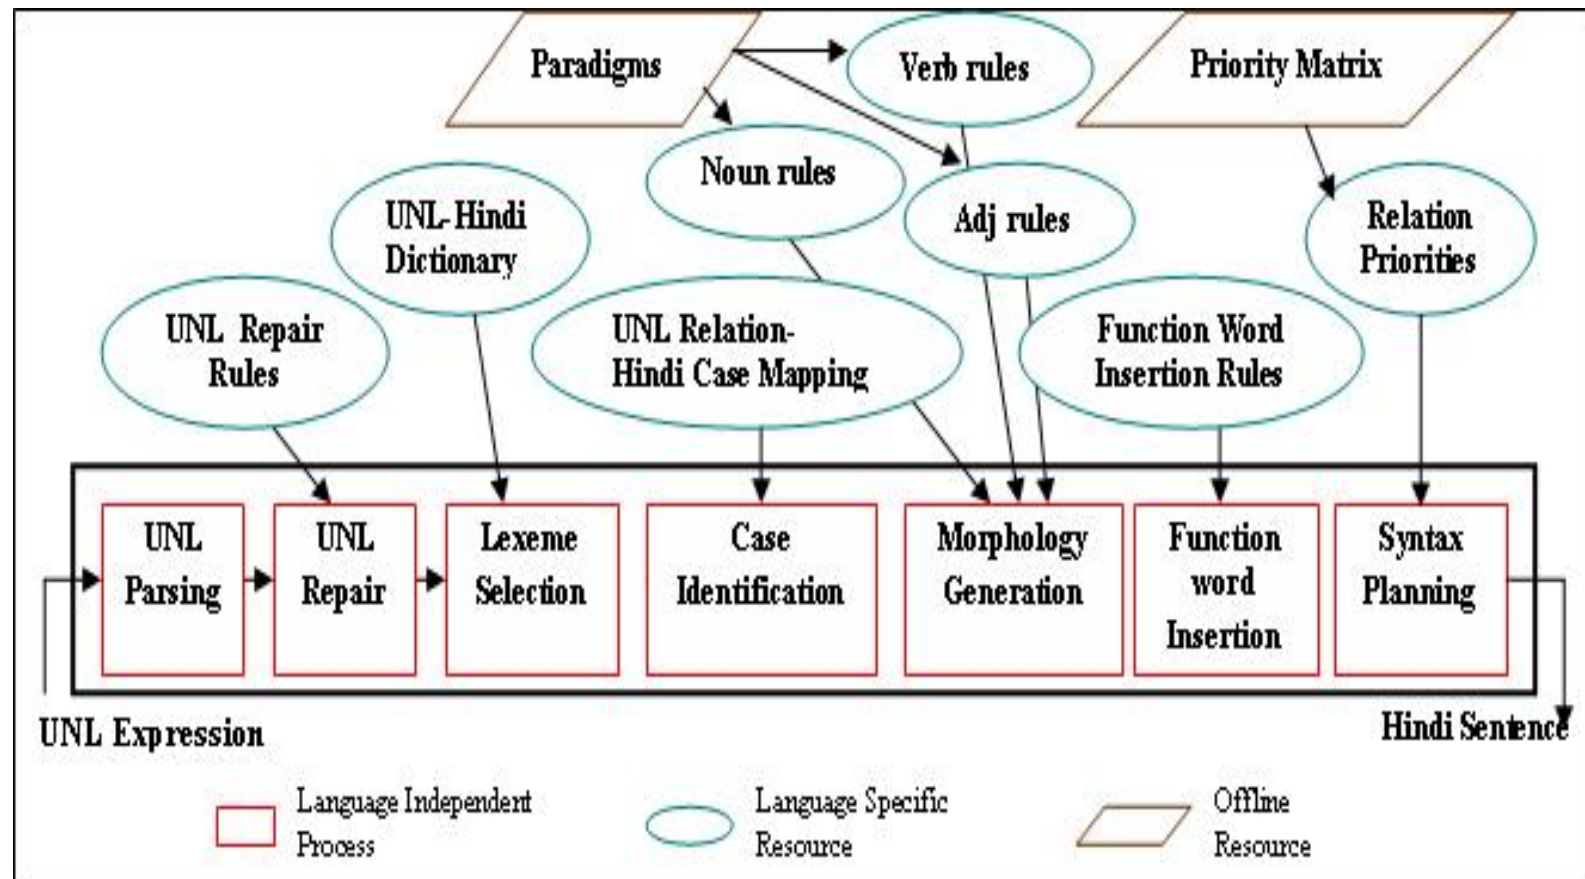 Paradigms
Verb rules
Priority Matrix
Noun rules
UNL-Hindi
Dictionary
Adj rules
Relation
Priorities
UNL Repair
Rules
UNL Relation-
Hindi Case Mapping
Function Word
Insertion Rules
UNL
Parsing
UNL
Repair
Lexeme
Selection
Case
Identification
Morphology
Generation
Function
word
Insertion
Syntax
Planning
UNL Expression
Hindi Sentence
Language Independent
Process
Language Specific
Resource
Offline
Resource